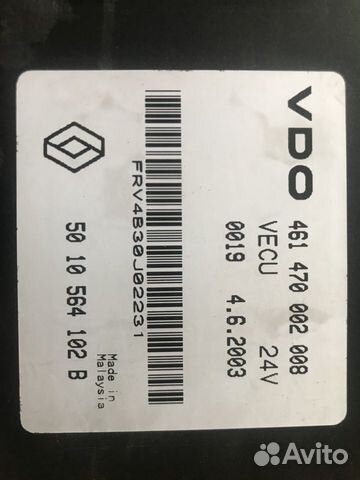 VDO
461 470 002 008
VECU 24V
0019 4.6.2003
FRV4B30J02231
50 10 564 102 B
Made in
Malaysia
Avito